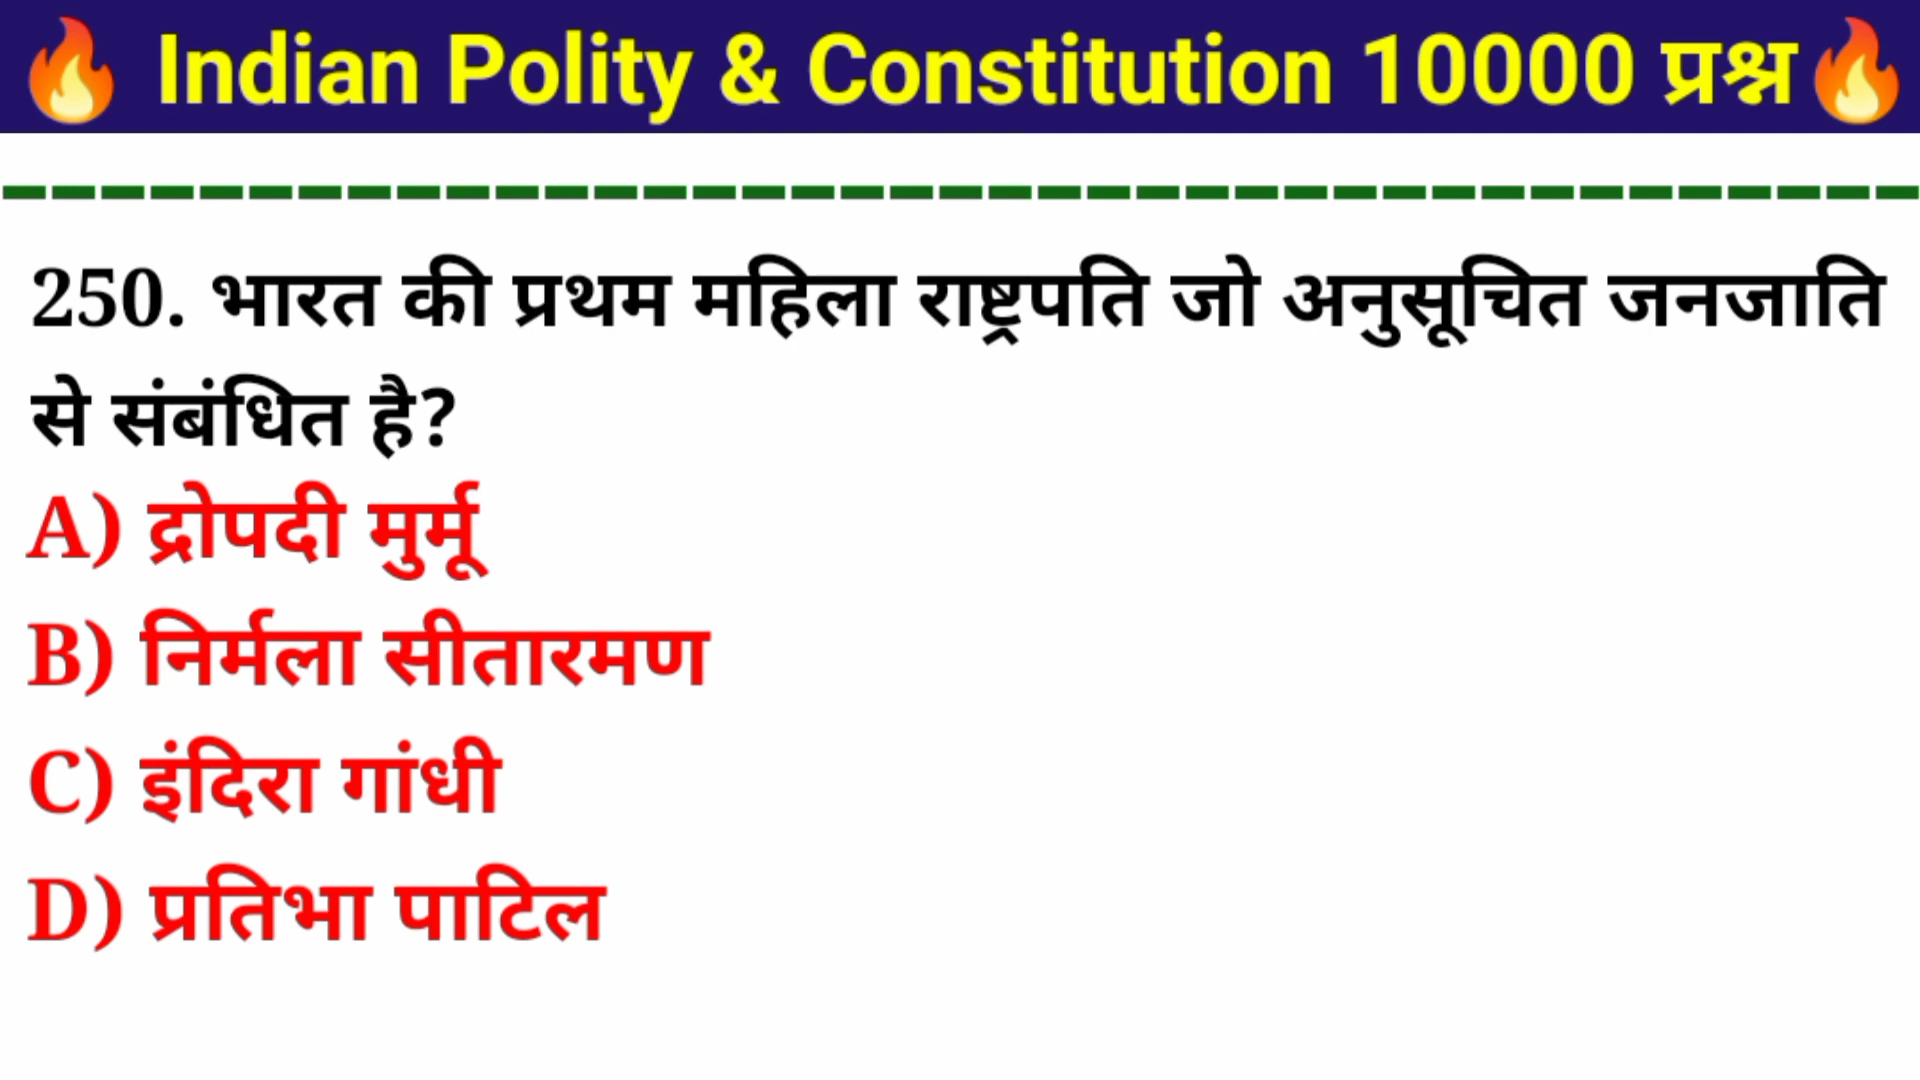 🔥 Indian Polity & Constitution 10000 प्रश्न🔥
250. भारत की प्रथम महिला राष्ट्रपति जो अनुसूचित जनजाति
से संबंधित है?
A) द्रोपदी मुर्मू
B) निर्मला सीतारमण
C) इंदिरा गांधी
D) प्रतिभा पाटिल